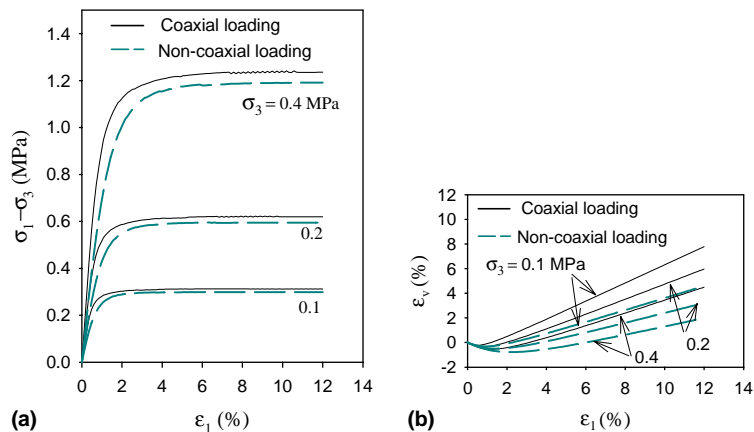 Coaxial loading
Non-coaxial loading
σ3 = 0.4 MPa
0.2
0.1
1.4
1.2
1.0
0.8
0.6
0.4
0.2
0.0
σ1−σ3 (MPa)
0 2 4 6 8 10 12 14
ε1 (%)
(a)
Coaxial loading
Non-coaxial loading
σ3 = 0.1 MPa
0.2
0.4
12
10
8
6
4
2
0
-2
εv (%)
0 2 4 6 8 10 12 14
ε1 (%)
(b)